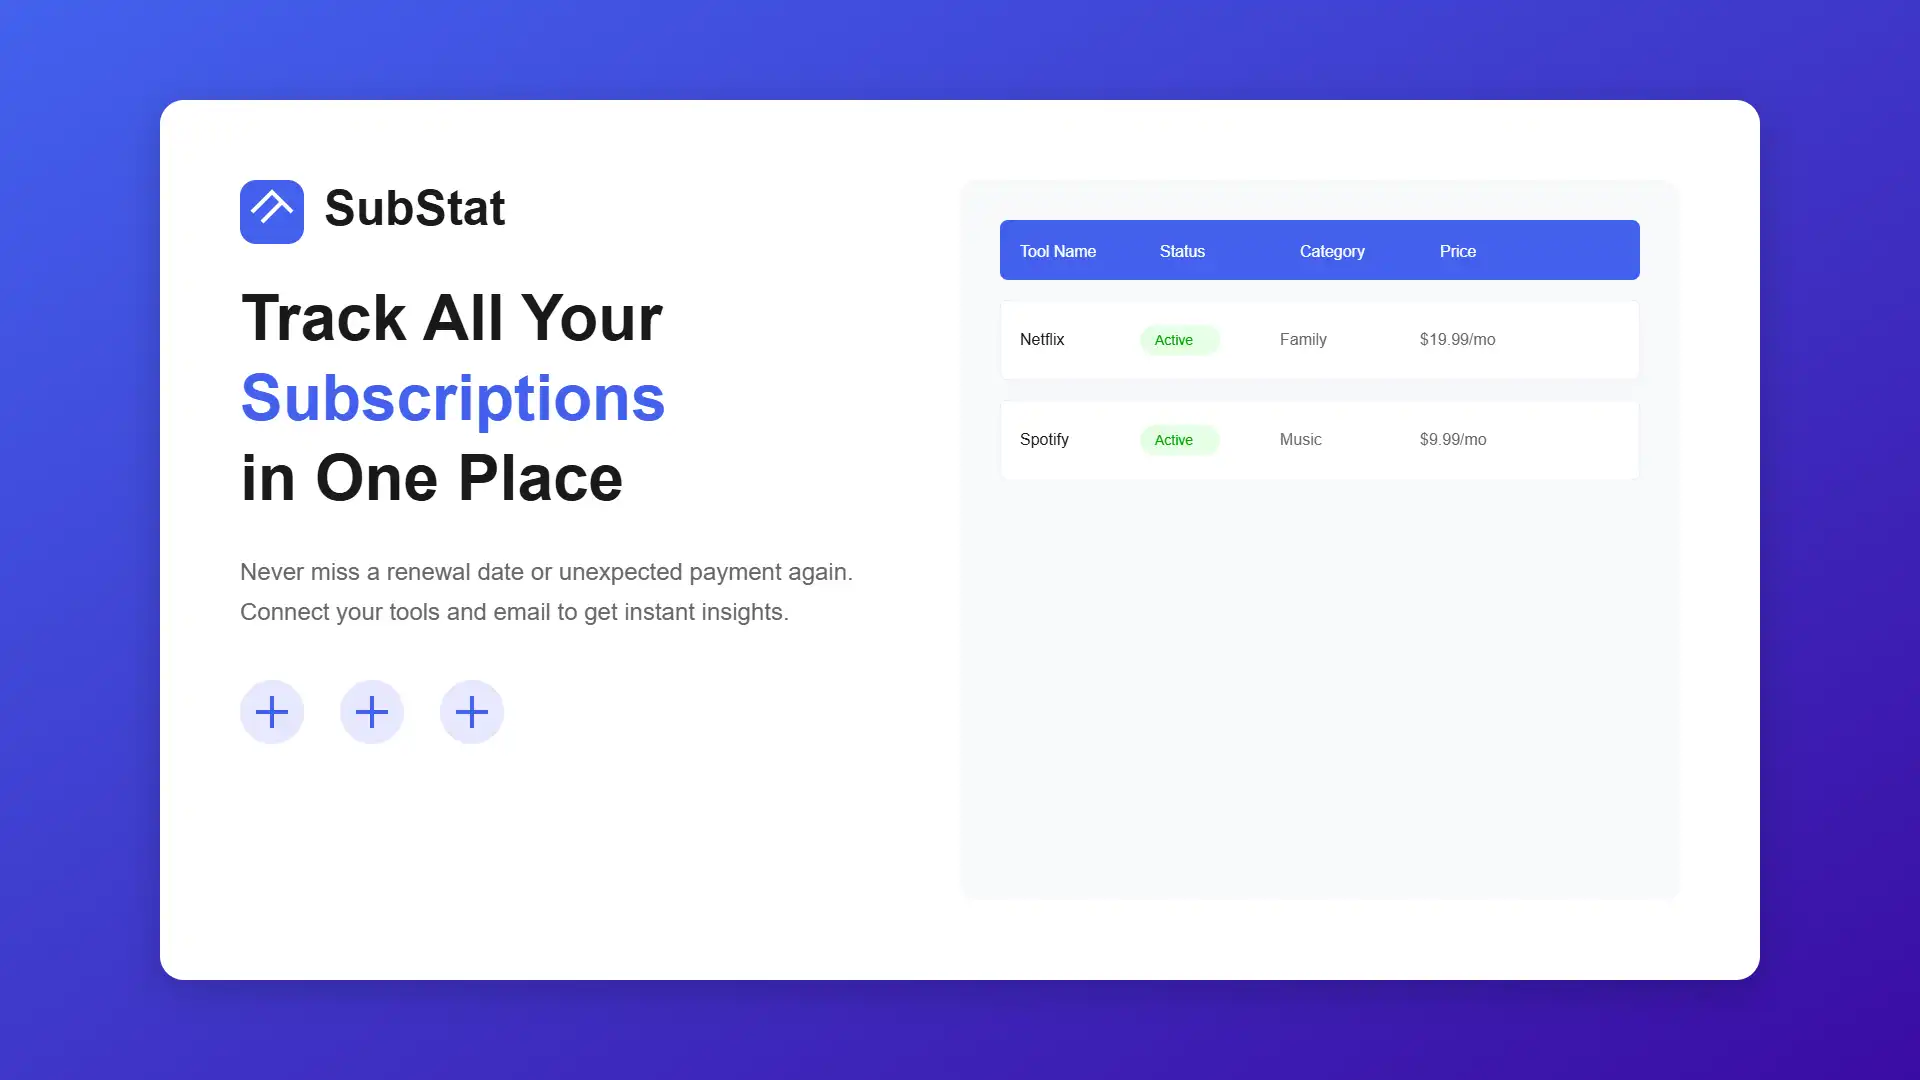 SubStat
Track All Your
Subscriptions
in One Place
Never miss a renewal date or unexpected payment again.
Connect your tools and email to get instant insights.
Tool Name Status Category Price
Netflix Active Family $19.99/mo
Spotify Active Music $9.99/mo